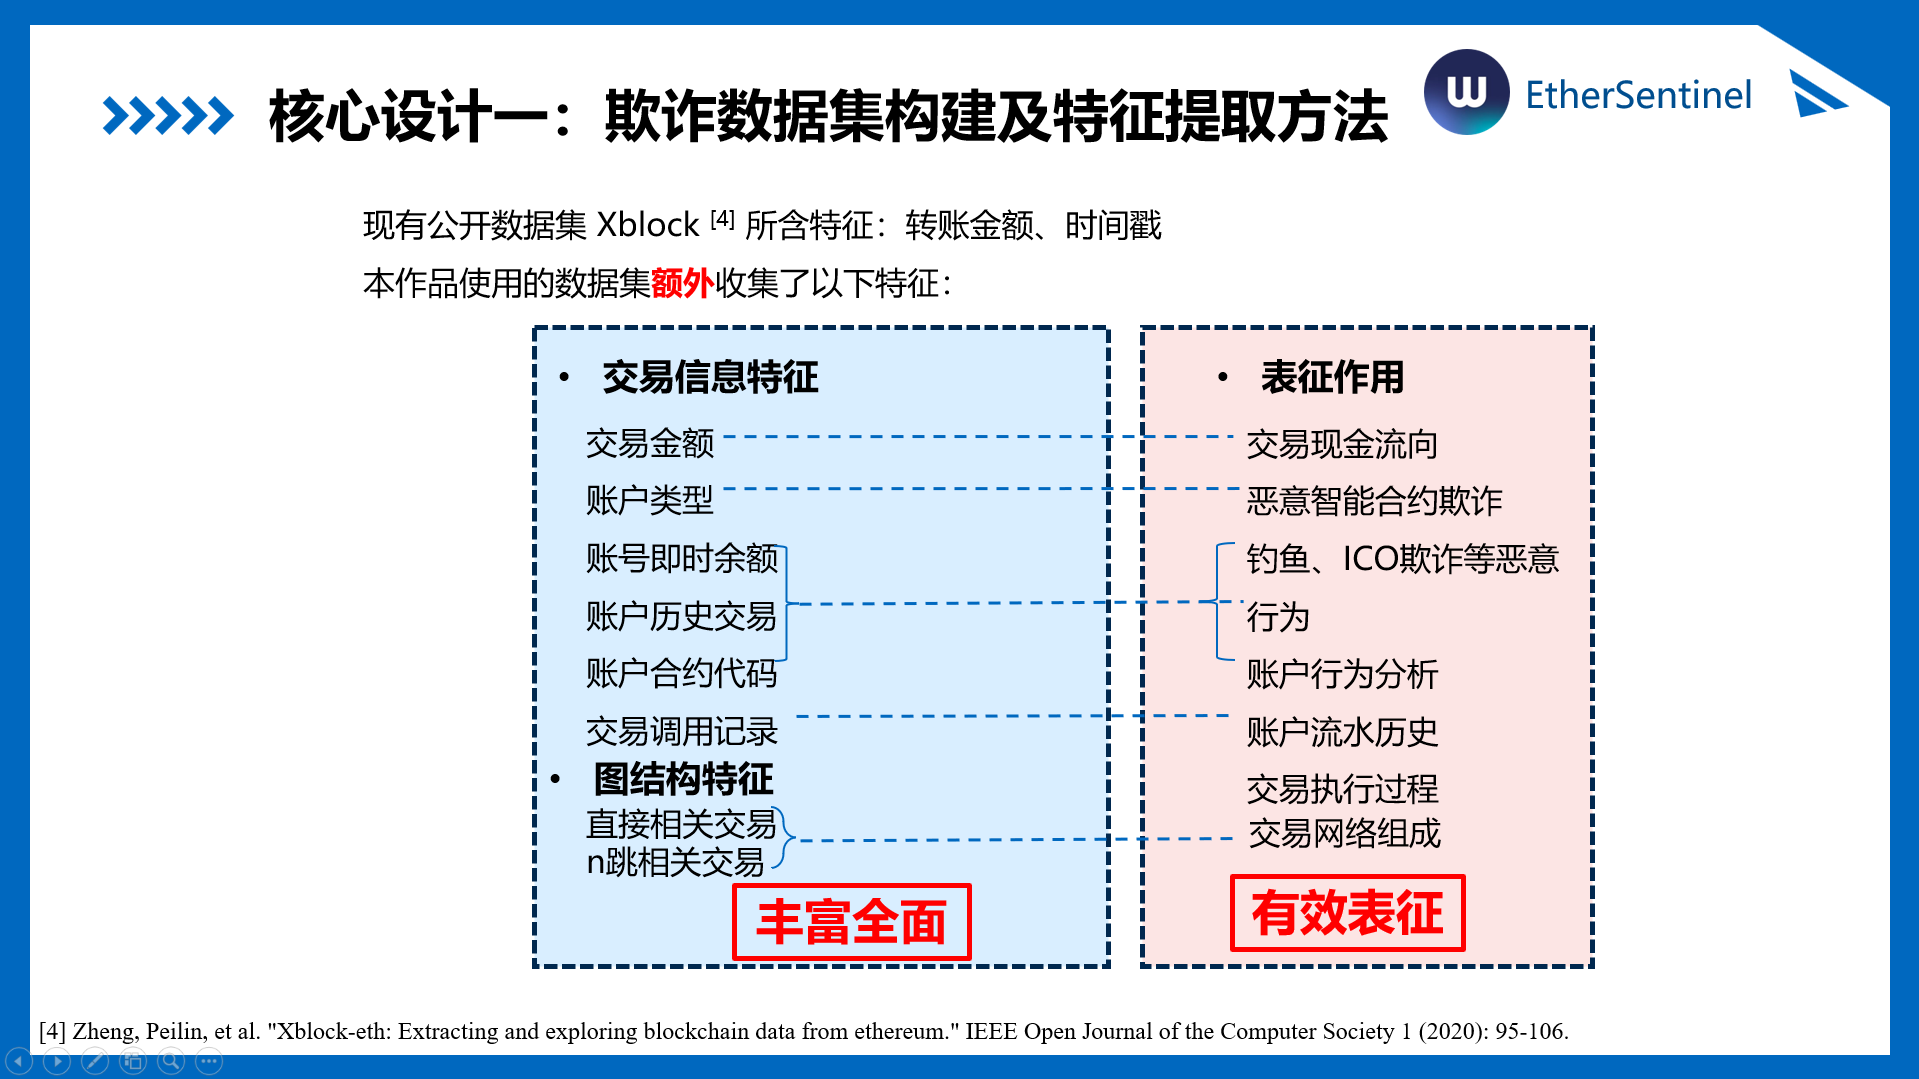 核心设计一：欺诈数据集构建及特征提取方法
W EtherSentinel
现有公开数据集 Xblock [4] 所含特征：转账金额、时间戳
本作品使用的数据集额外收集了以下特征：
• 交易信息特征
交易金额
账户类型
账号即时余额
账户历史交易
账户合约代码
交易调用记录
• 图结构特征
直接相关交易
n跳相关交易
丰富全面
• 表征作用
交易现金流向
恶意智能合约欺诈
钓鱼、ICO欺诈等恶意
行为
账户行为分析
账户流水历史
交易执行过程
交易网络组成
有效表征
[4] Zheng, Peilin, et al. "Xblock-eth: Extracting and exploring blockchain data from ethereum." IEEE Open Journal of the Computer Society 1 (2020): 95-106.